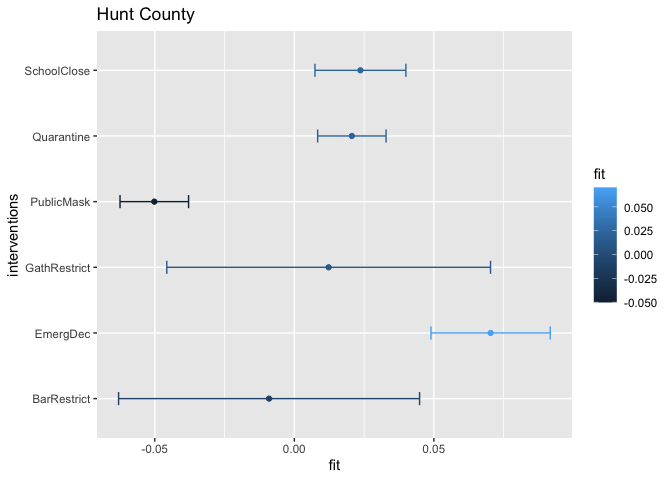 Hunt County
SchoolClose
Quarantine
PublicMask
GathRestrict
EmergDec
BarRestrict
interventions
-0.05
0.00
0.05
fit
fit
0.050
0.025
0.000
-0.025
-0.050